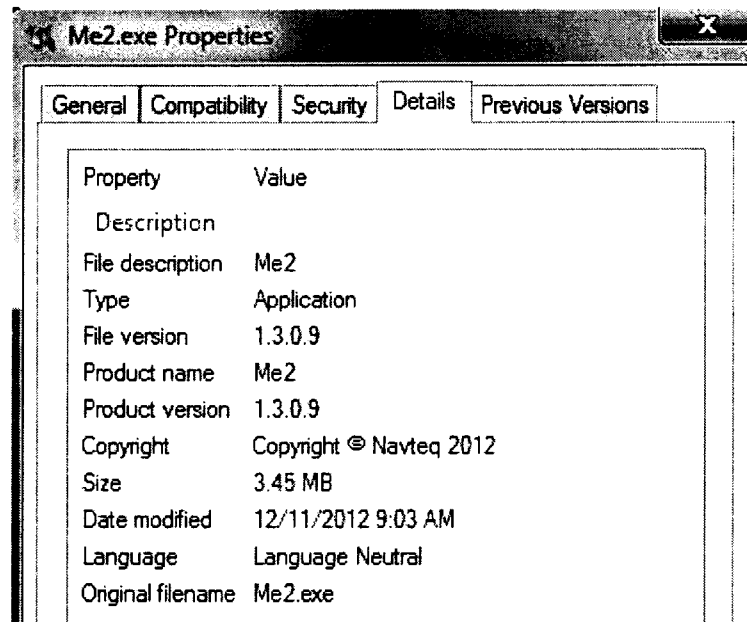 Me2.exe Properties
General Compatibility Security Details Previous Versions
Property Value
Description
File description Me2
Type Application
File version 1.3.0.9
Product name Me2
Product version 1.3.0.9
Copyright Copyright © Navteq 2012
Size 3.45 MB
Date modified 12/11/2012 9:03 AM
Language Language Neutral
Original filename Me2.exe